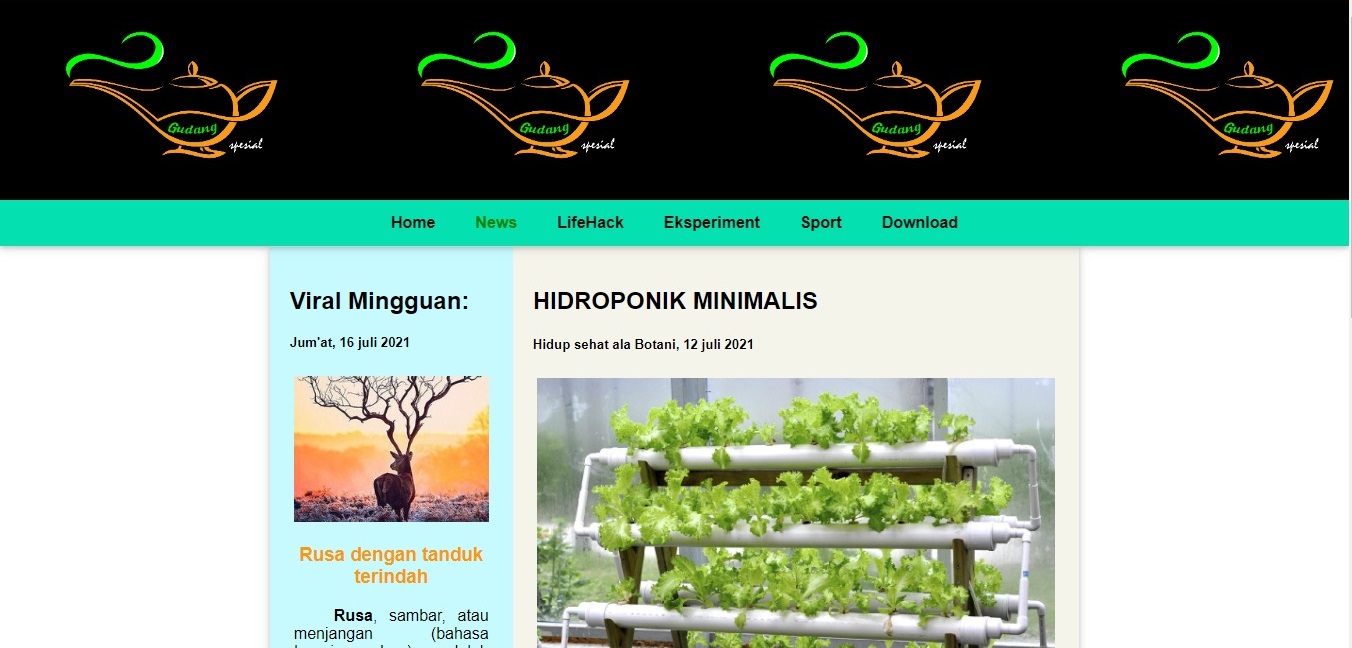 Gudang
spesial
Gudang
spesial
Gudang
spesial
Gudang
spesial
Home News LifeHack Eksperiment Sport Download
Viral Mingguan:
Jum'at, 16 juli 2021
Rusa dengan tanduk
terindah
Rusa, sambar, atau
menjangan (bahasa
HIDROPONIK MINIMALIS
Hidup sehat ala Botani, 12 juli 2021